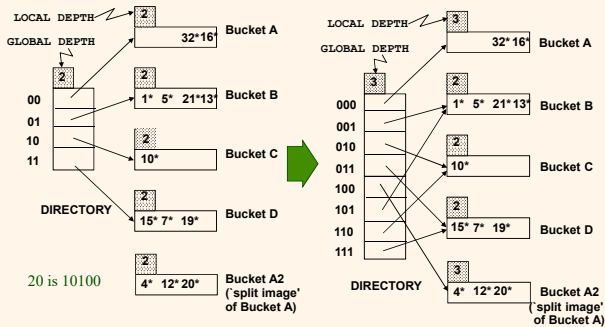 LOCAL DEPTH
2
32* 16*
Bucket A
GLOBAL DEPTH
2
00
01
10
11
DIRECTORY
2
1* 5* 21* 13*
Bucket B
2
10*
Bucket C
2
15* 7* 19*
Bucket D
2
4* 12* 20*
Bucket A2
(`split image'
of Bucket A)
20 is 10100
LOCAL DEPTH
3
32* 16*
Bucket A
GLOBAL DEPTH
3
000
001
010
011
100
101
110
111
DIRECTORY
2
1* 5* 21* 13*
Bucket B
2
10*
Bucket C
2
15* 7* 19*
Bucket D
3
4* 12* 20*
Bucket A2
(`split image'
of Bucket A)